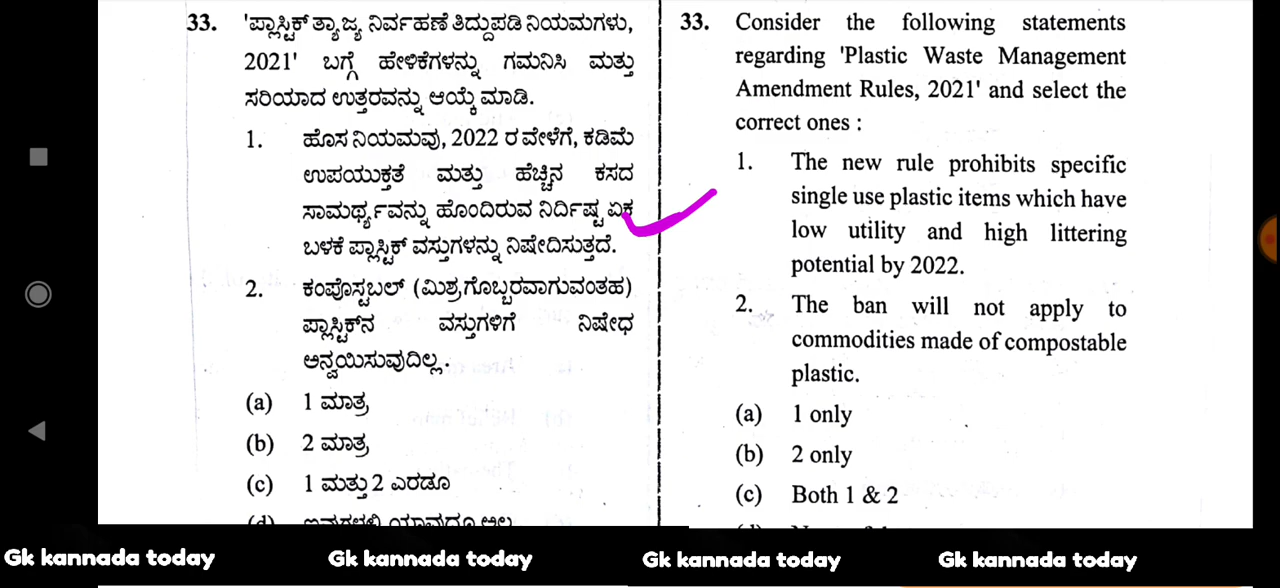 33. 'ಪ್ಲಾಸ್ಟಿಕ್ ತ್ಯಾಜ್ಯ ನಿರ್ವಹಣೆ ತಿದ್ದುಪಡಿ ನಿಯಮಗಳು,
2021' ಬಗ್ಗೆ ಹೇಳಿಕೆಗಳನ್ನು ಗಮನಿಸಿ ಮತ್ತು
ಸರಿಯಾದ ಉತ್ತರವನ್ನು ಆಯ್ಕೆ ಮಾಡಿ.
1. ಹೊಸ ನಿಯಮವು, 2022 ರ ವೇಳೆಗೆ, ಕಡಿಮೆ
ಉಪಯುಕ್ತತೆ ಮತ್ತು ಹೆಚ್ಚಿನ ಕಸದ
ಸಾಮರ್ಥ್ಯವನ್ನು ಹೊಂದಿರುವ ನಿರ್ದಿಷ್ಟ ಏಕ
ಬಳಕೆ ಪ್ಲಾಸ್ಟಿಕ್ ವಸ್ತುಗಳನ್ನು ನಿಷೇದಿಸುತ್ತದೆ.
2. ಕಂಪೊಸ್ಟಬಲ್ (ಮಿಶ್ರಗೊಬ್ಬರವಾಗುವಂತಹ)
ಪ್ಲಾಸ್ಟಿಕ್‌ನ ವಸ್ತುಗಳಿಗೆ ನಿಷೇಧ
ಅನ್ವಯಿಸುವುದಿಲ್ಲ.
(a) 1 ಮಾತ್ರ
(b) 2 ಮಾತ್ರ
(c) 1 ಮತ್ತು 2 ಎರಡೂ
33. Consider the following statements
regarding 'Plastic Waste Management
Amendment Rules, 2021' and select the
correct ones :
1. The new rule prohibits specific
single use plastic items which have
low utility and high littering
potential by 2022.
2. The ban will not apply to
commodities made of compostable
plastic.
(a) 1 only
(b) 2 only
(c) Both 1 & 2
Gk kannada today Gk kannada today Gk kannada today Gk kannada today